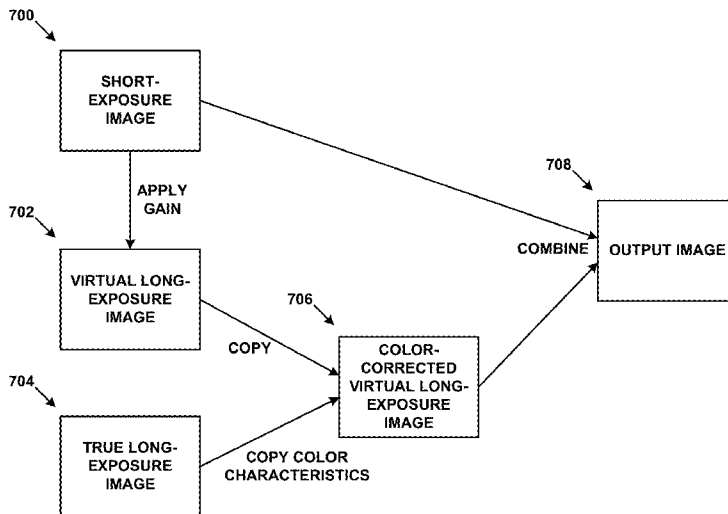 700
SHORT-
EXPOSURE
IMAGE
APPLY
GAIN
702
VIRTUAL LONG-
EXPOSURE
IMAGE
COPY
704
TRUE LONG-
EXPOSURE
IMAGE
COPY COLOR
CHARACTERISTICS
706
COLOR-
CORRECTED
VIRTUAL LONG-
EXPOSURE
IMAGE
COMBINE
708
OUTPUT IMAGE